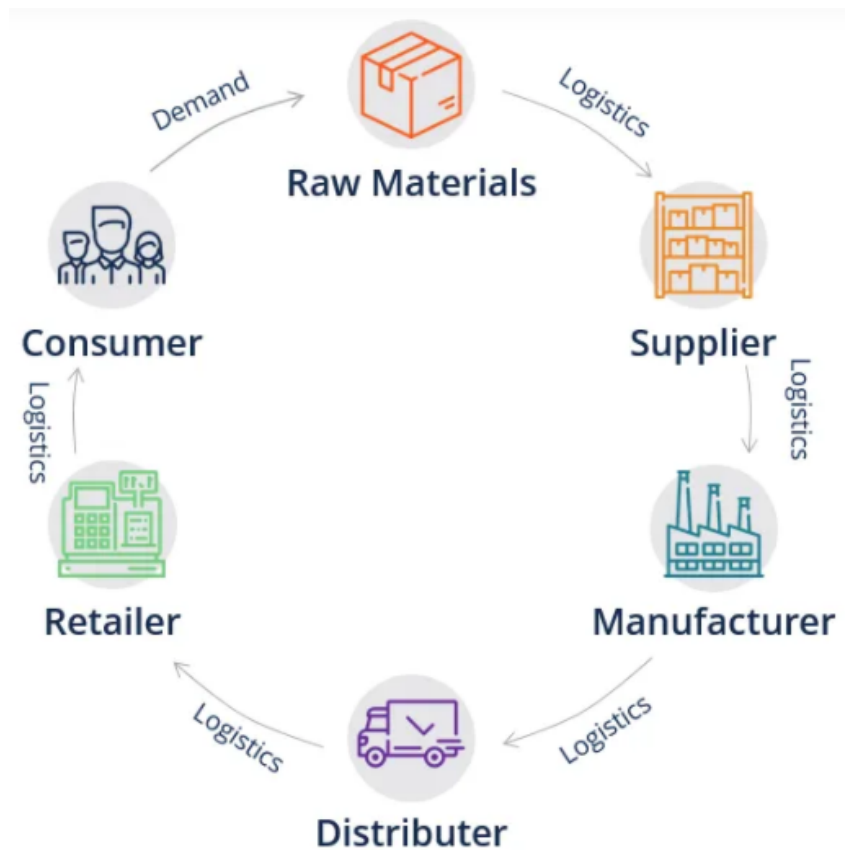 Raw Materials
Logistics
Supplier
Logistics
Manufacturer
Logistics
Distributer
Logistics
Retailer
Logistics
Consumer
Demand